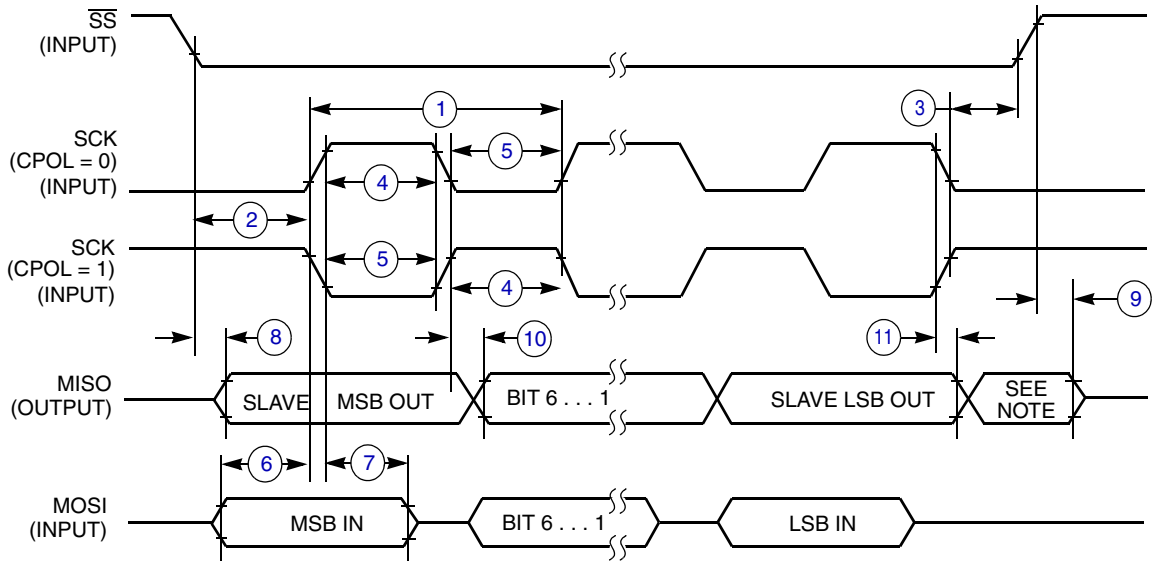 SS
(INPUT)
1
3
SCK
(CPOL = 0)
(INPUT)
5
4
2
SCK
(CPOL = 1)
(INPUT)
5
4
9
8
10
11
MISO
(OUTPUT)
SLAVE
MSB OUT
BIT 6 . . . 1
SLAVE LSB OUT
SEE
NOTE
6
7
MOSI
(INPUT)
MSB IN
BIT 6 . . . 1
LSB IN